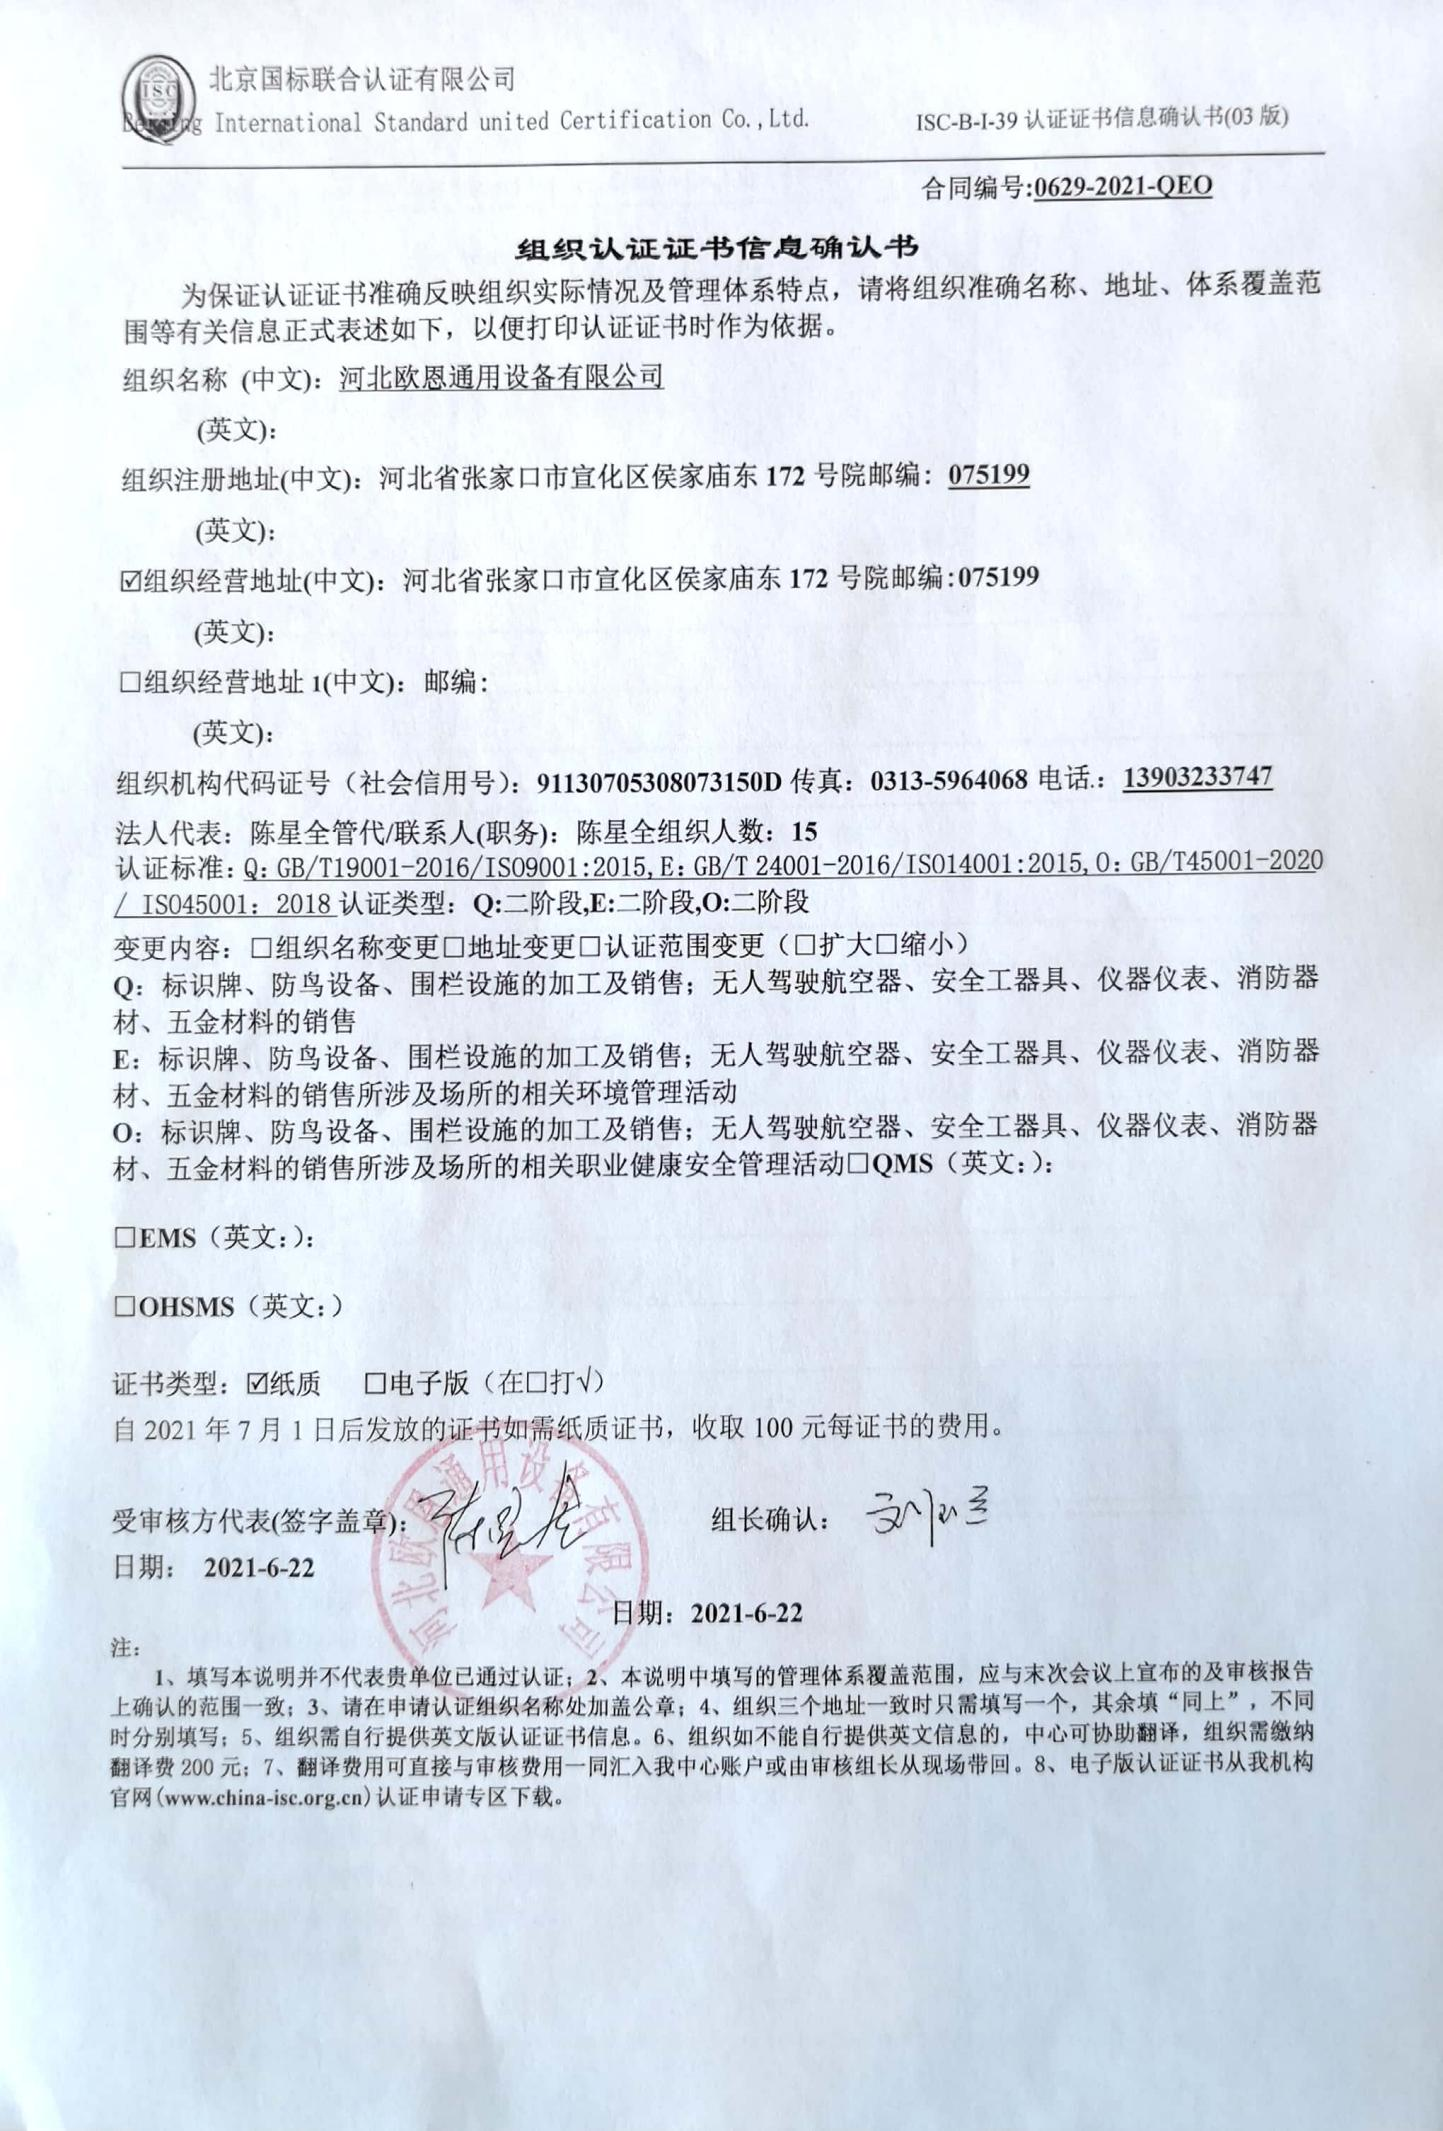 北京国标联合认证有限公司
Beijing International Standard united Certification Co.,Ltd.
ISC-B-I-39 认证证书信息确认书(03 版)
ISC
合同编号:0629-2021-QEO
组织认证证书信息确认书
为保证认证证书准确反映组织实际情况及管理体系特点，请将组织准确名称、地址、体系覆盖范
围等有关信息正式表述如下，以便打印认证证书时作为依据。
组织名称 (中文)：河北欧恩通用设备有限公司
(英文)：
组织注册地址(中文)：河北省张家口市宣化区侯家庙东 172 号院邮编：075199
(英文)：
☑组织经营地址(中文)：河北省张家口市宣化区侯家庙东 172 号院邮编:075199
(英文)：
□组织经营地址 1(中文)：邮编：
(英文)：
组织机构代码证号（社会信用号）：91130705308073150D 传真：0313-5964068 电话.：13903233747
法人代表：陈星全管代/联系人(职务)：陈星全组织人数：15
认证标准：Q：GB/T19001-2016/ISO9001:2015,E：GB/T 24001-2016/ISO14001:2015,O：GB/T45001-2020
/ ISO45001：2018 认证类型：Q:二阶段,E:二阶段,O:二阶段
变更内容：□组织名称变更□地址变更□认证范围变更（□扩大□缩小）
Q：标识牌、防鸟设备、围栏设施的加工及销售；无人驾驶航空器、安全工器具、仪器仪表、消防器
材、五金材料的销售
E：标识牌、防鸟设备、围栏设施的加工及销售；无人驾驶航空器、安全工器具、仪器仪表、消防器
材、五金材料的销售所涉及场所的相关环境管理活动
O：标识牌、防鸟设备、围栏设施的加工及销售；无人驾驶航空器、安全工器具、仪器仪表、消防器
材、五金材料的销售所涉及场所的相关职业健康安全管理活动□QMS（英文：）：
□EMS（英文：）：
□OHSMS（英文：）
证书类型：☑纸质 □电子版（在□打√）
自 2021 年 7 月 1 日后发放的证书如需纸质证书，收取 100 元每证书的费用。
受审核方代表(签字盖章)：陈星全 组长确认：
河北欧恩通用设备有限公司
日期： 2021-6-22
日期：2021-6-22
注：
1、填写本说明并不代表贵单位已通过认证；2、本说明中填写的管理体系覆盖范围，应与末次会议上宣布的及审核报告
上确认的范围一致；3、请在申请认证组织名称处加盖公章；4、组织三个地址一致时只需填写一个，其余填“同上”，不同
时分别填写；5、组织需自行提供英文版认证证书信息。6、组织如不能自行提供英文信息的，中心可协助翻译，组织需缴纳
翻译费 200 元；7、翻译费用可直接与审核费用一同汇入我中心账户或由审核组长从现场带回。8、电子版认证证书从我机构
官网(www.china-isc.org.cn)认证申请专区下载。